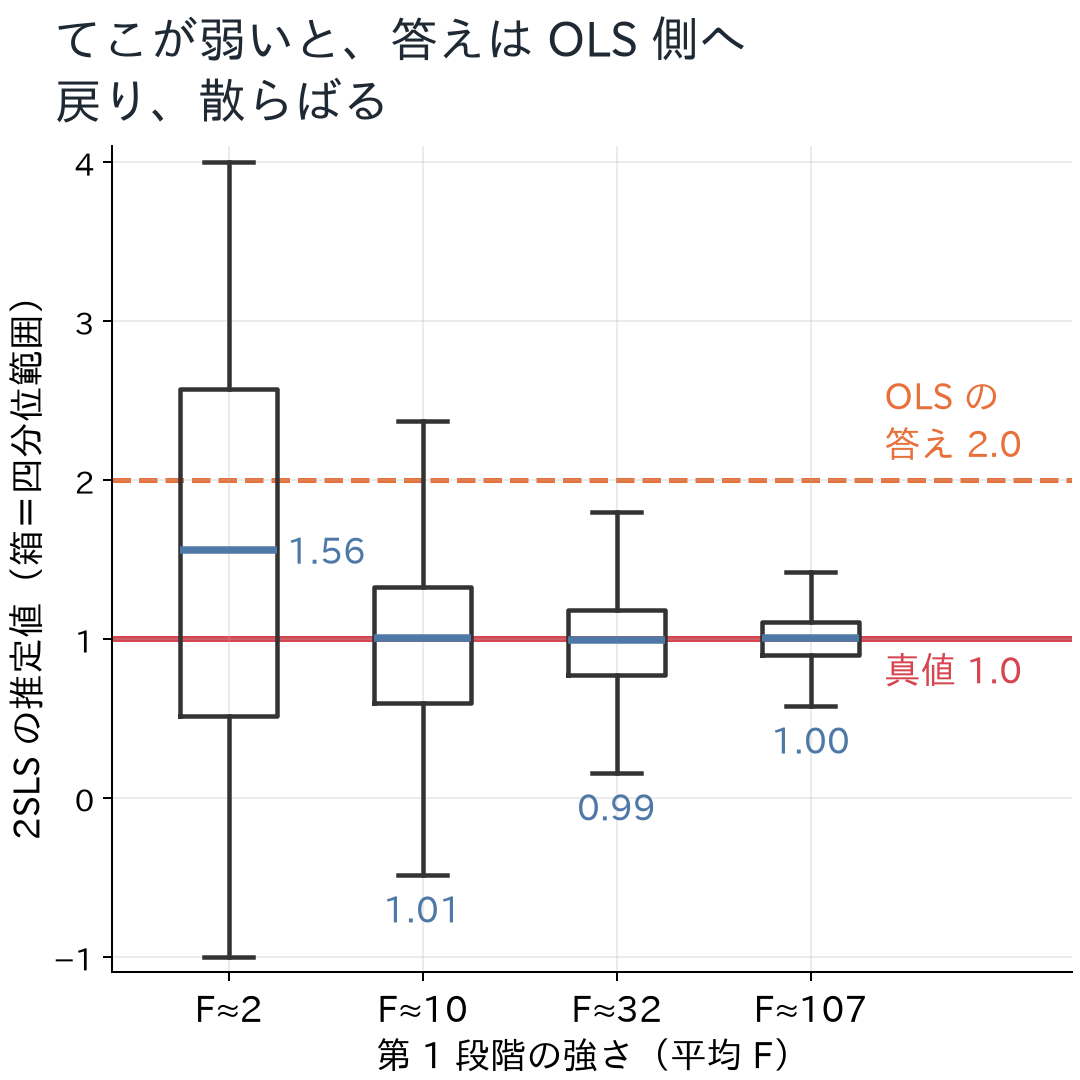 てこが弱いと、答えは OLS 側へ
戻り、散らばる
2SLS の推定値（箱＝四分位範囲）
4
3
2
1
0
−1
OLS の
答え 2.0
1.56
真値 1.0
1.00
0.99
1.01
F≈2
F≈10
F≈32
F≈107
第 1 段階の強さ（平均 F）